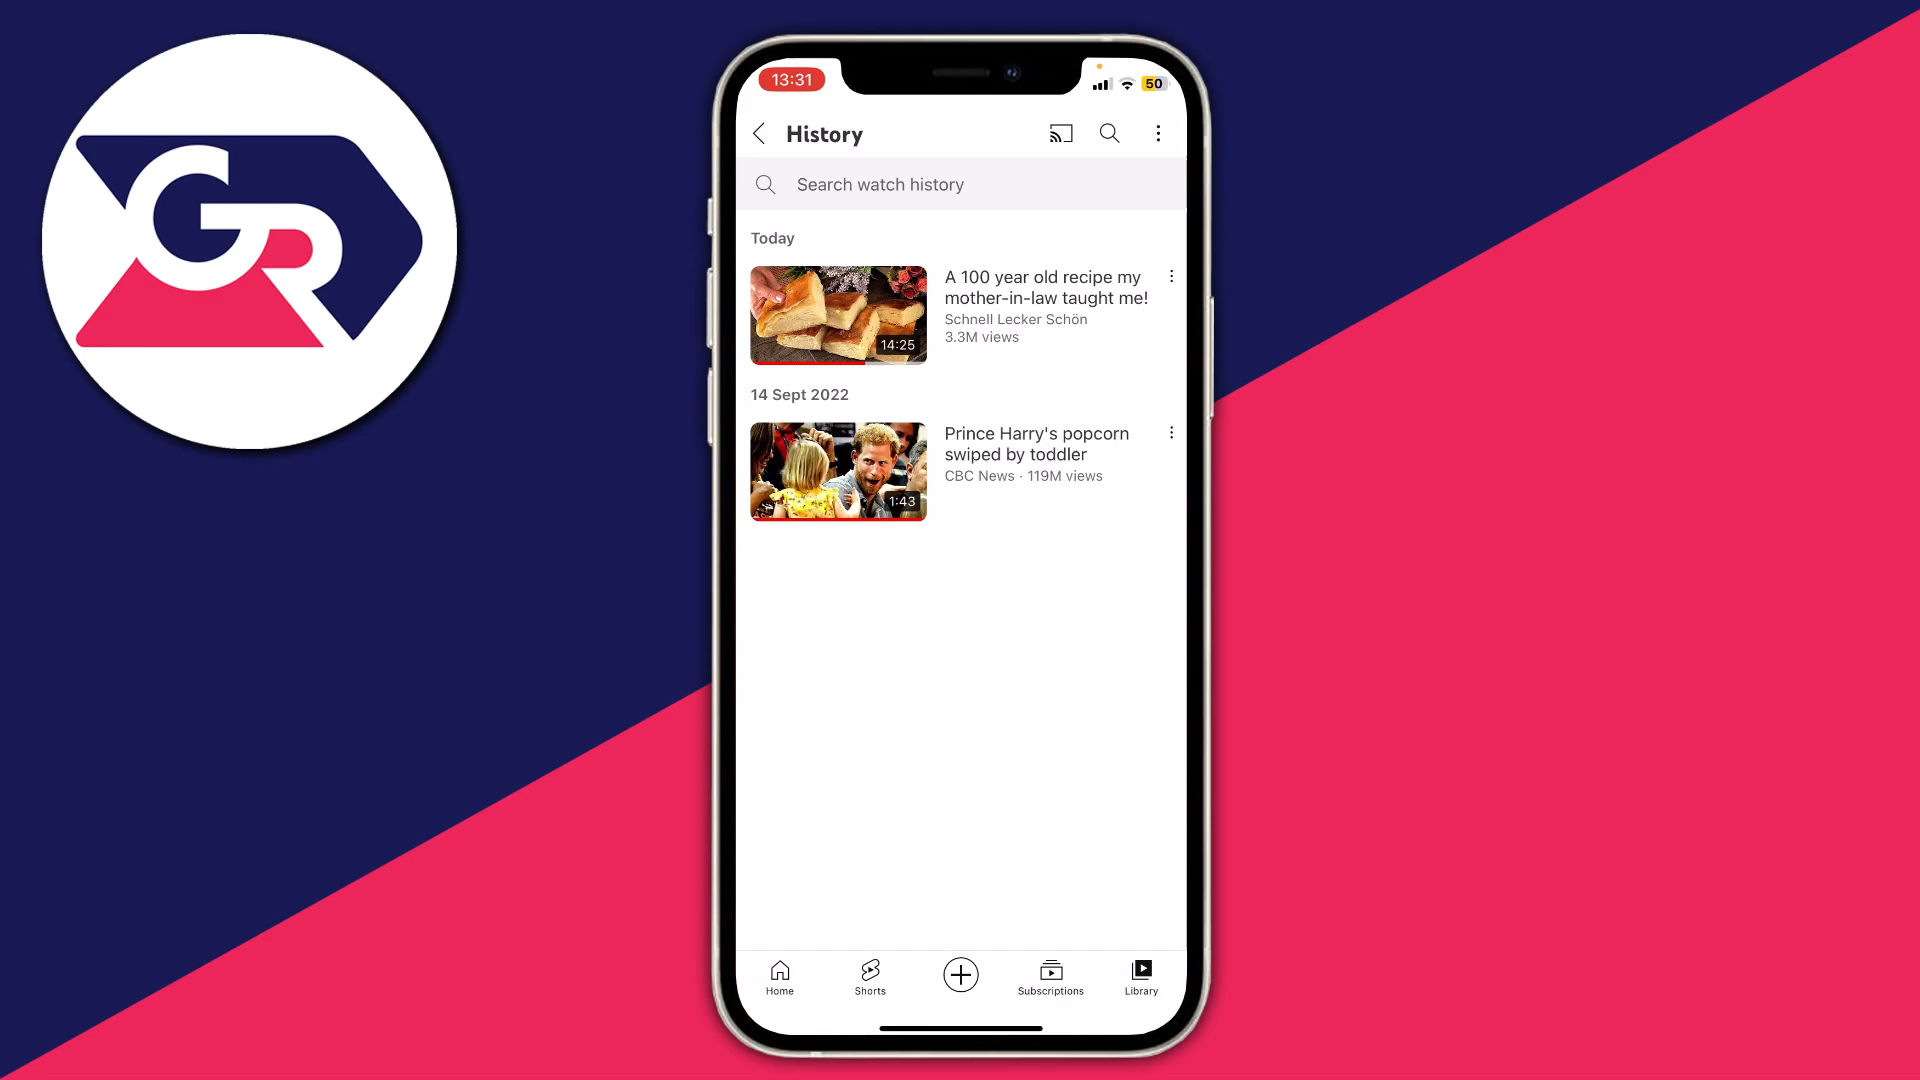 GR
13:31
50
History
Search watch history
Today
A 100 year old recipe my
mother-in-law taught me!
Schnell Lecker Schön
3.3M views
14:25
14 Sept 2022
Prince Harry's popcorn
swiped by toddler
CBC News · 119M views
1:43
Home
Shorts
Subscriptions
Library